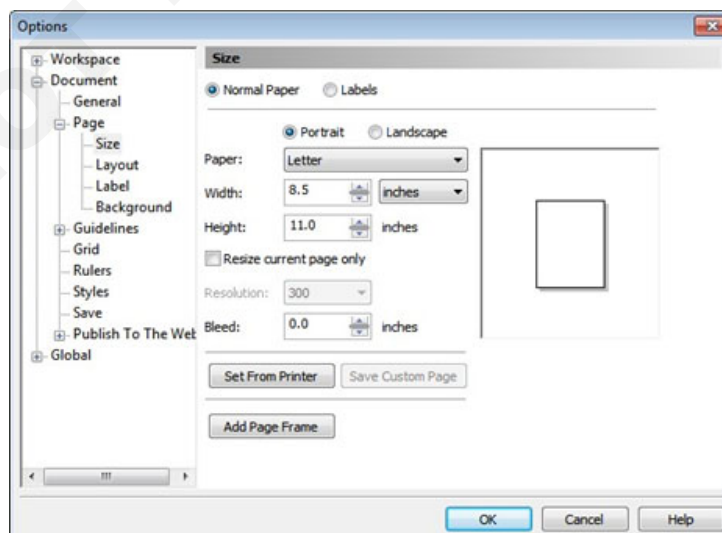 Options
Workspace
Document
General
Page
Size
Layout
Label
Background
Guidelines
Grid
Rulers
Styles
Save
Publish To The Web
Global
Size
Normal Paper Labels
Portrait Landscape
Paper: Letter
Width: 8.5 inches
Height: 11.0 inches
Resize current page only
Resolution: 300
Bleed: 0.0 inches
Set From Printer Save Custom Page
Add Page Frame
OK Cancel Help